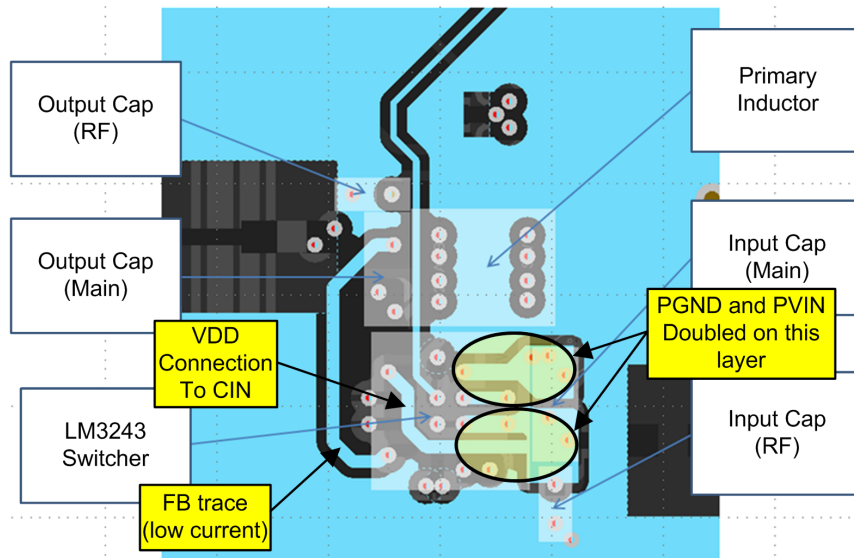 Output Cap
(RF)
Primary
Inductor
Output Cap
(Main)
Input Cap
(Main)
PGND and PVIN
Doubled on this
layer
VDD
Connection
To CIN
LM3243
Switcher
Input Cap
(RF)
FB trace
(low current)